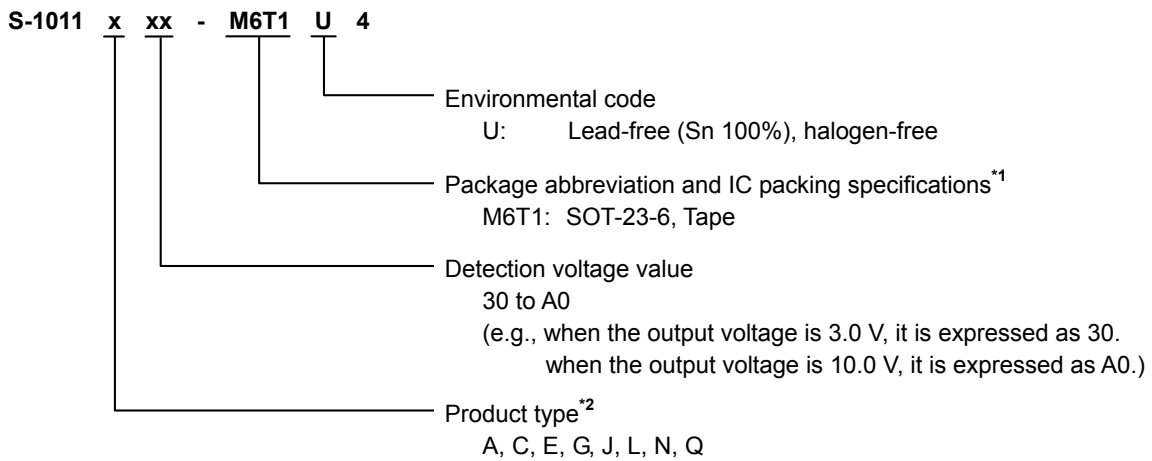 S-1011 x xx - M6T1 U 4
Environmental code
U: Lead-free (Sn 100%), halogen-free
Package abbreviation and IC packing specifications*1
M6T1: SOT-23-6, Tape
Detection voltage value
30 to A0
(e.g., when the output voltage is 3.0 V, it is expressed as 30.
when the output voltage is 10.0 V, it is expressed as A0.)
Product type*2
A, C, E, G, J, L, N, Q